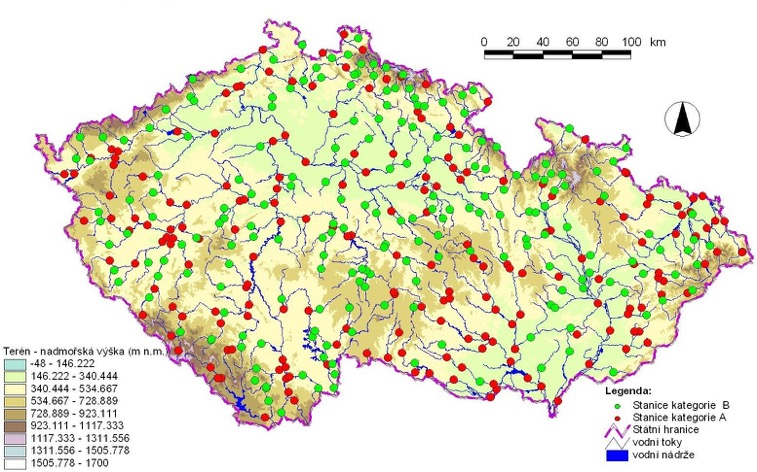 0 20 40 60 80 100 km
Terén - nadmořská výška (m n.m.)
-48 - 146.222
146.222 - 340.444
340.444 - 534.667
534.667 - 728.889
728.889 - 923.111
923.111 - 1117.333
1117.333 - 1311.556
1311.556 - 1505.778
1505.778 - 1700
Legenda:
Stanice kategorie B
Stanice kategorie A
Státní hranice
vodní toky
vodní nádrže